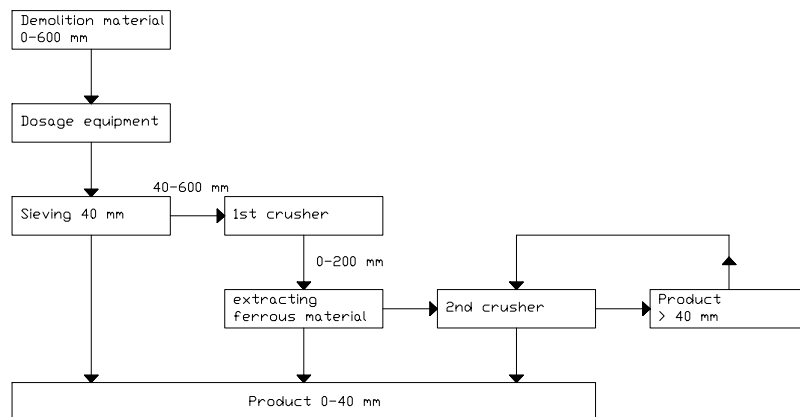 Demolition material
0-600 mm
Dosage equipment
40-600 mm
Sieving 40 mm
1st crusher
0-200 mm
extracting
ferrous material
2nd crusher
Product
> 40 mm
Product 0-40 mm